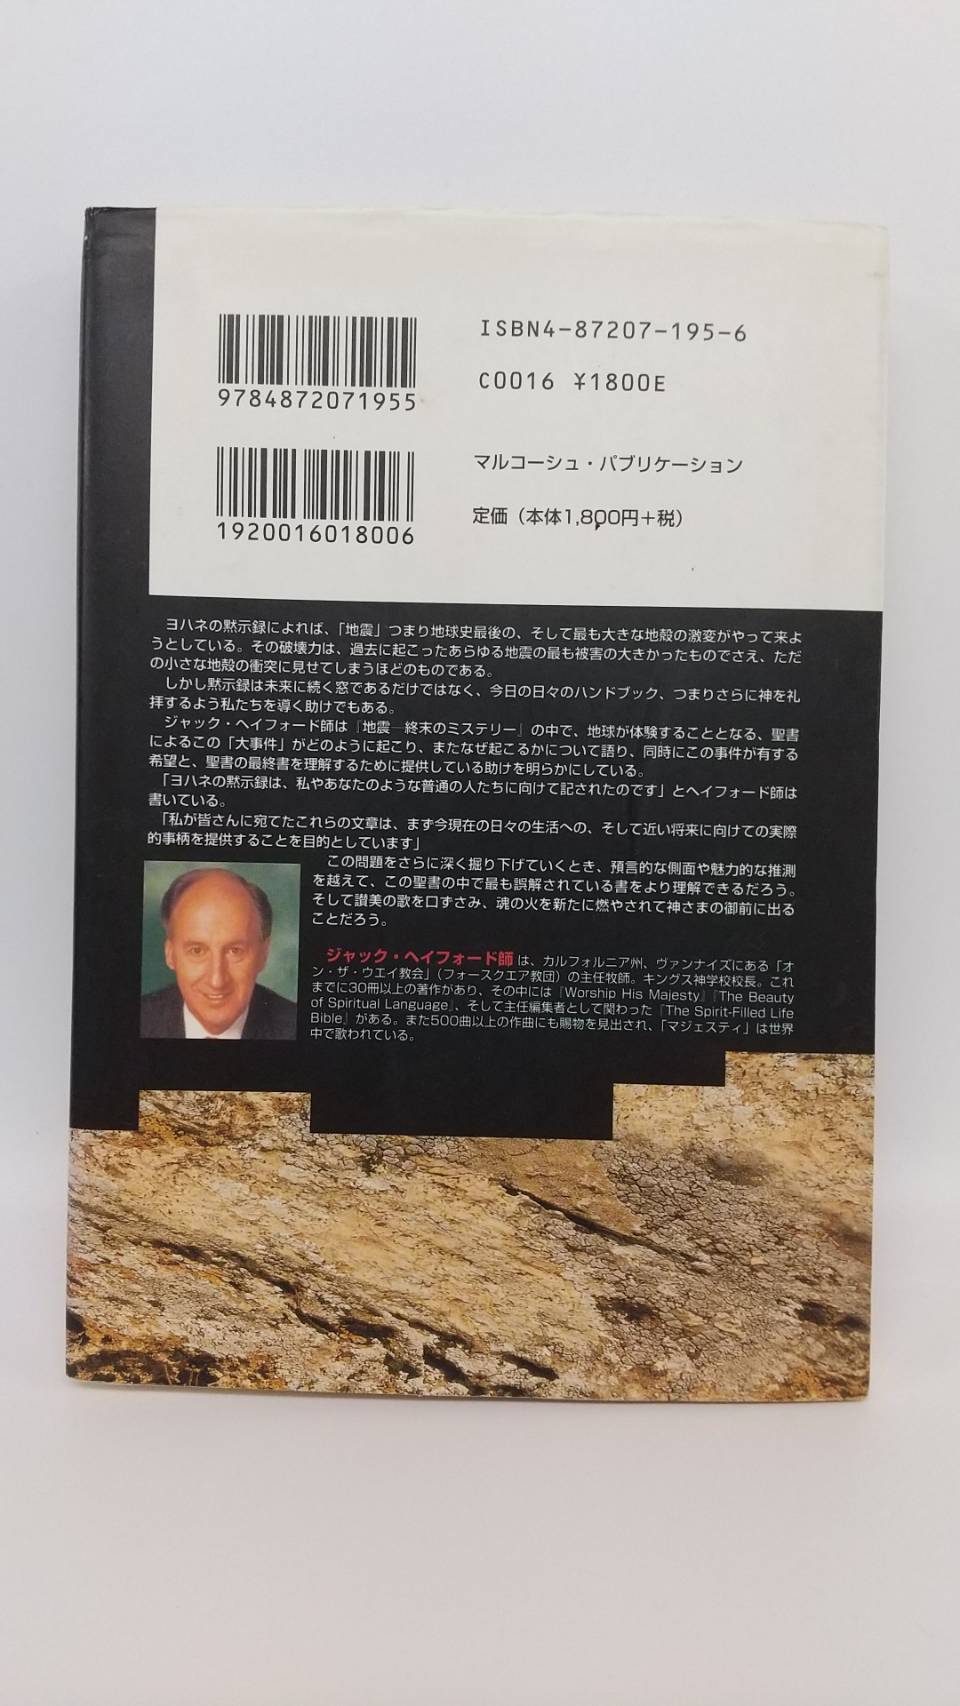 ISBN4-87207-195-6
9784872071955
C0016 ¥1800E
マルコーシュ・パブリケーション
1920016018006
定価（本体1,800円＋税）
ヨハネの黙示録によれば、「地震」つまり地球史最後の、そして最も大きな地殻の激変がやって来よ
うとしている。その破壊力は、過去に起こったあらゆる地震の最も被害の大きかったものでさえ、ただ
の小さな地殻の衝突に見せてしまうほどのものである。
しかし黙示録は未来に続く窓であるだけではなく、今日の日々のハンドブック、つまりさらに神を礼
拝するよう私たちを導く助けでもある。
ジャック・ヘイフォード師は『地震―終末のミステリー』の中で、地球が体験することとなる、聖書
によるこの「大事件」がどのように起こり、またなぜ起こるかについて語り、同時にこの事件が有する
希望と、聖書の最終書を理解するために提供している助けを明らかにしている。
「ヨハネの黙示録は、私やあなたのような普通の人たちに向けて記されたのです」とヘイフォード師は
書いている。
「私が皆さんに宛てたこれらの文章は、まず今現在の日々の生活への、そして近い将来に向けての実際
的事柄を提供することを目的としています」
この問題をさらに深く掘り下げていくとき、預言的な側面や魅力的な推測
を越えて、この聖書の中で最も誤解されている書をより理解できるだろう。
そして讃美の歌を口ずさみ、魂の火を新たに燃やされて神さまの御前に出る
ことだろう。
ジャック・ヘイフォード師は、カルフォルニア州、ヴァンナイズにある「オ
ン・ザ・ウエイ教会」（フォースクエア教団）の主任牧師。キングス神学校校長。これ
までに30冊以上の著作があり、その中には『Worship His Majesty』『The Beauty
of Spiritual Language』、そして主任編集者として関わった『The Spirit-Filled Life
Bible』がある。また500曲以上の作曲にも賜物を見出され、「マジェスティ」は世界
中で歌われている。